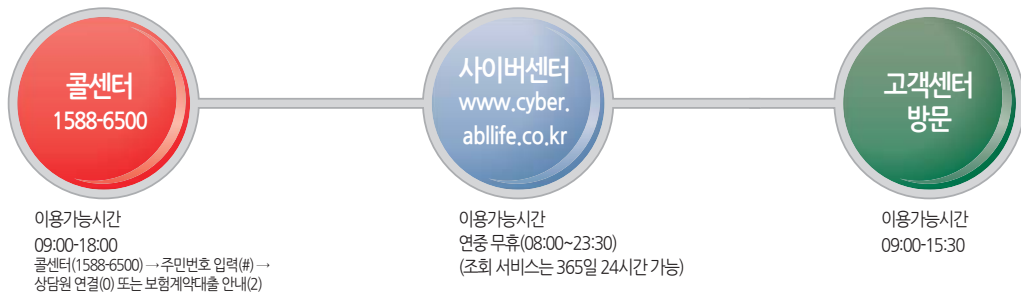 콜센터
1588-6500
이용가능시간
09:00-18:00
콜센터(1588-6500) → 주민번호 입력(#) →
상담원 연결(0) 또는 보험계약대출 안내(2)
사이버센터
www.cyber.
abllife.co.kr
이용가능시간
연중 무휴(08:00~23:30)
(조회 서비스는 365일 24시간 가능)
고객센터
방문
이용가능시간
09:00-15:30